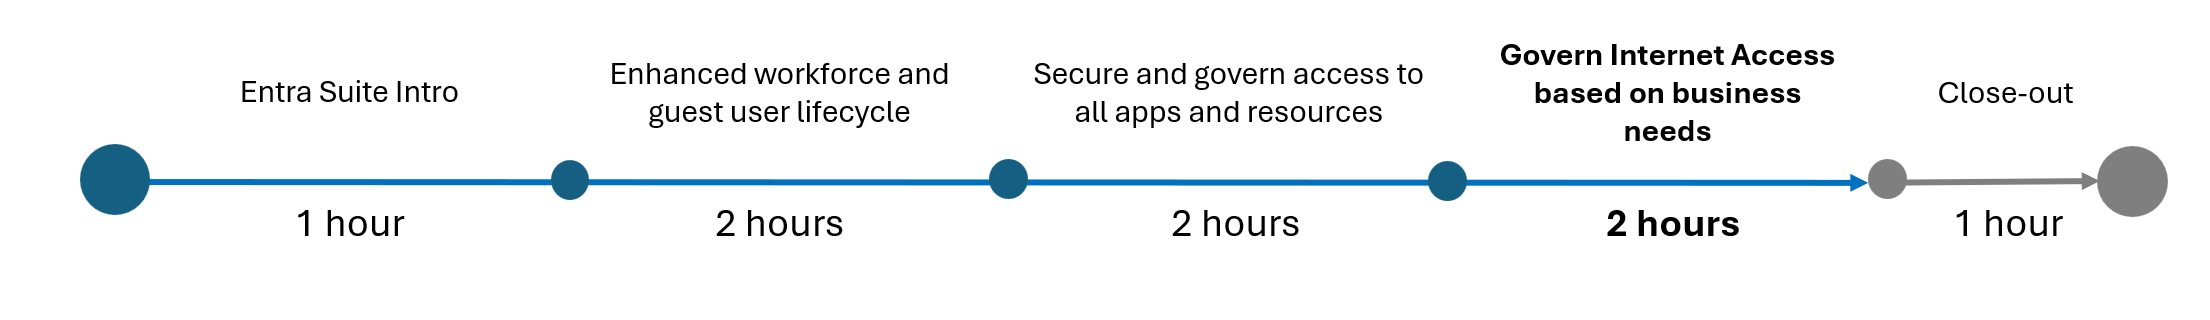 Entra Suite Intro
Enhanced workforce and
guest user lifecycle
Secure and govern access to
all apps and resources
Govern Internet Access
based on business
needs
Close-out
1 hour
2 hours
2 hours
2 hours
1 hour